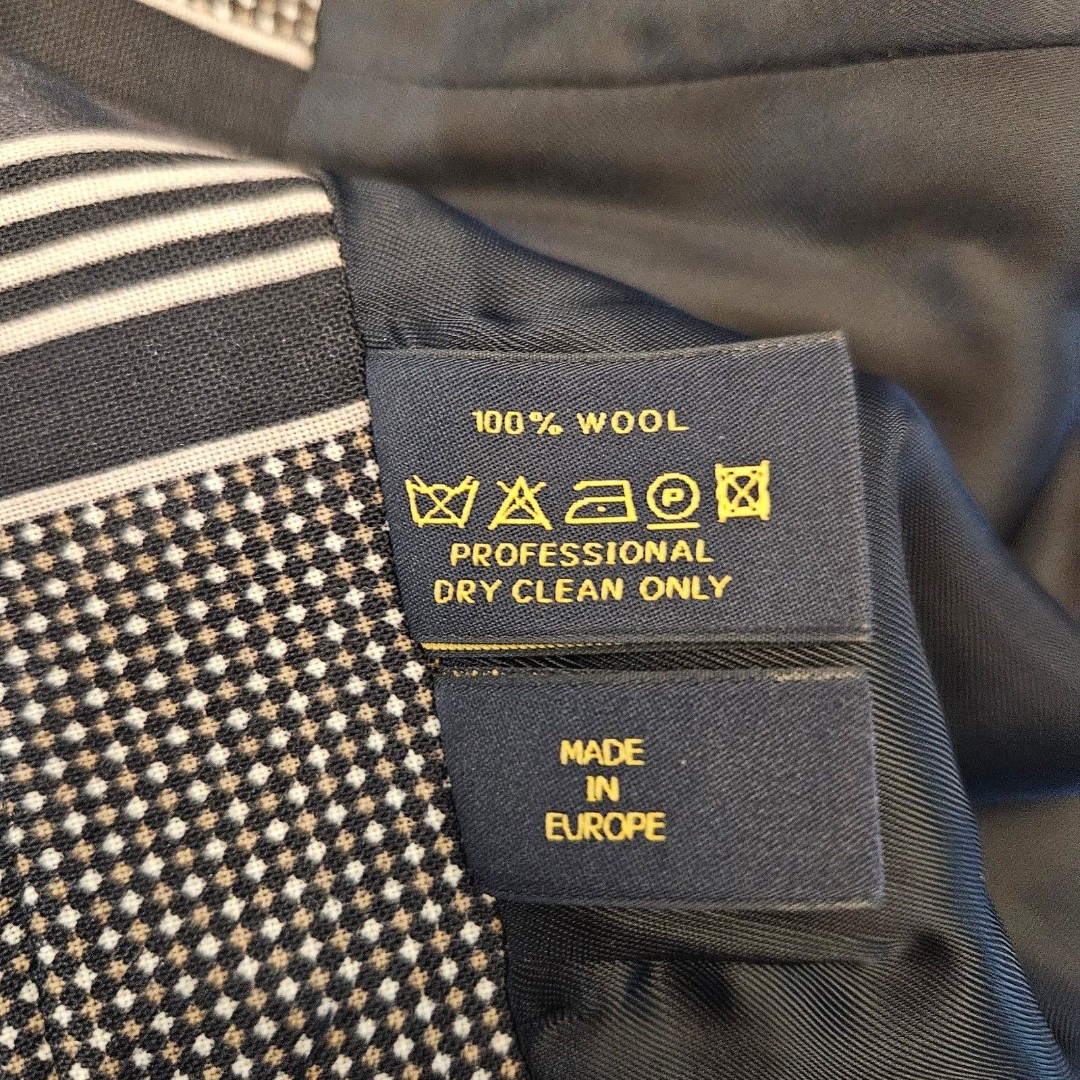 100% WOOL
P
PROFESSIONAL
DRY CLEAN ONLY
MADE
IN
EUROPE